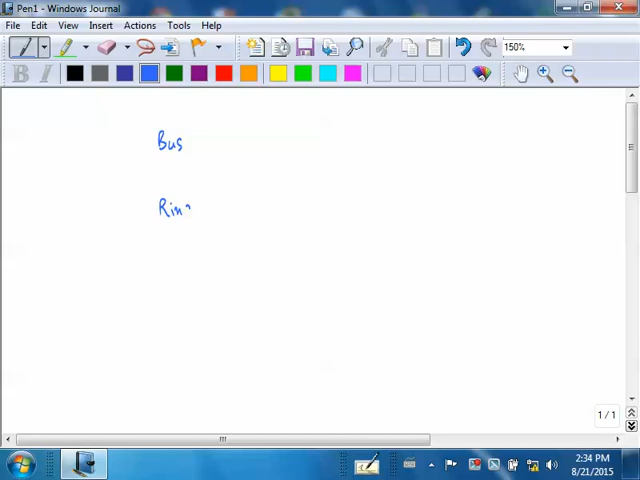 Pen1 - Windows Journal
File Edit View Insert Actions Tools Help
150%
B I
Bus
Rin
1 / 1
2:34 PM
8/21/2015